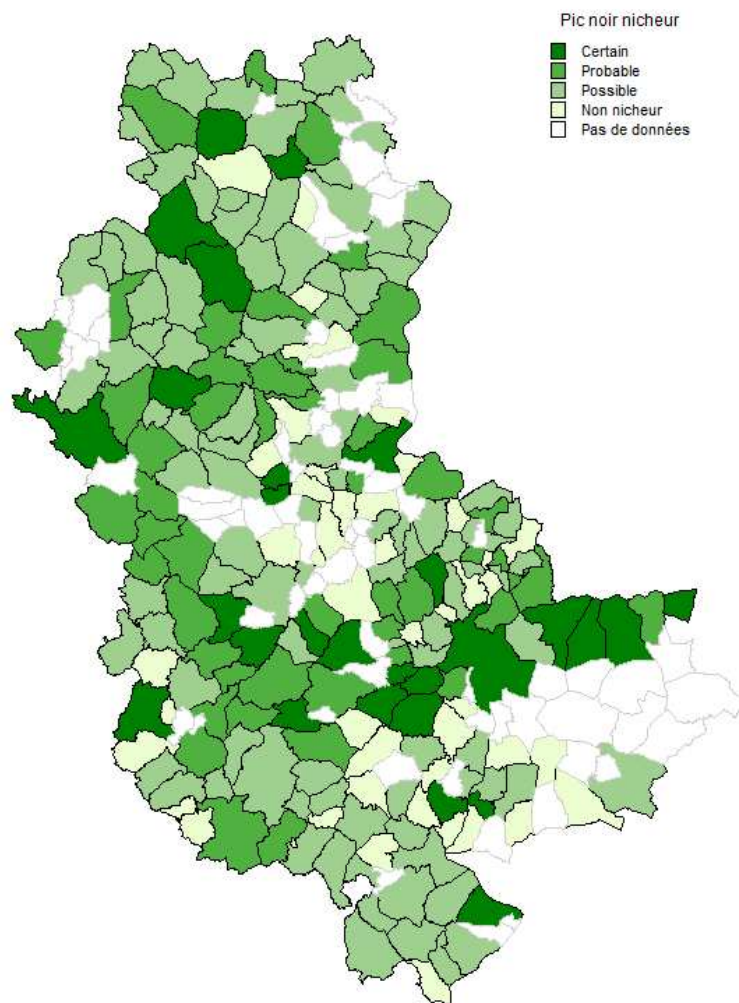 Pic noir nicheur
Certain
Probable
Possible
Non nicheur
Pas de données